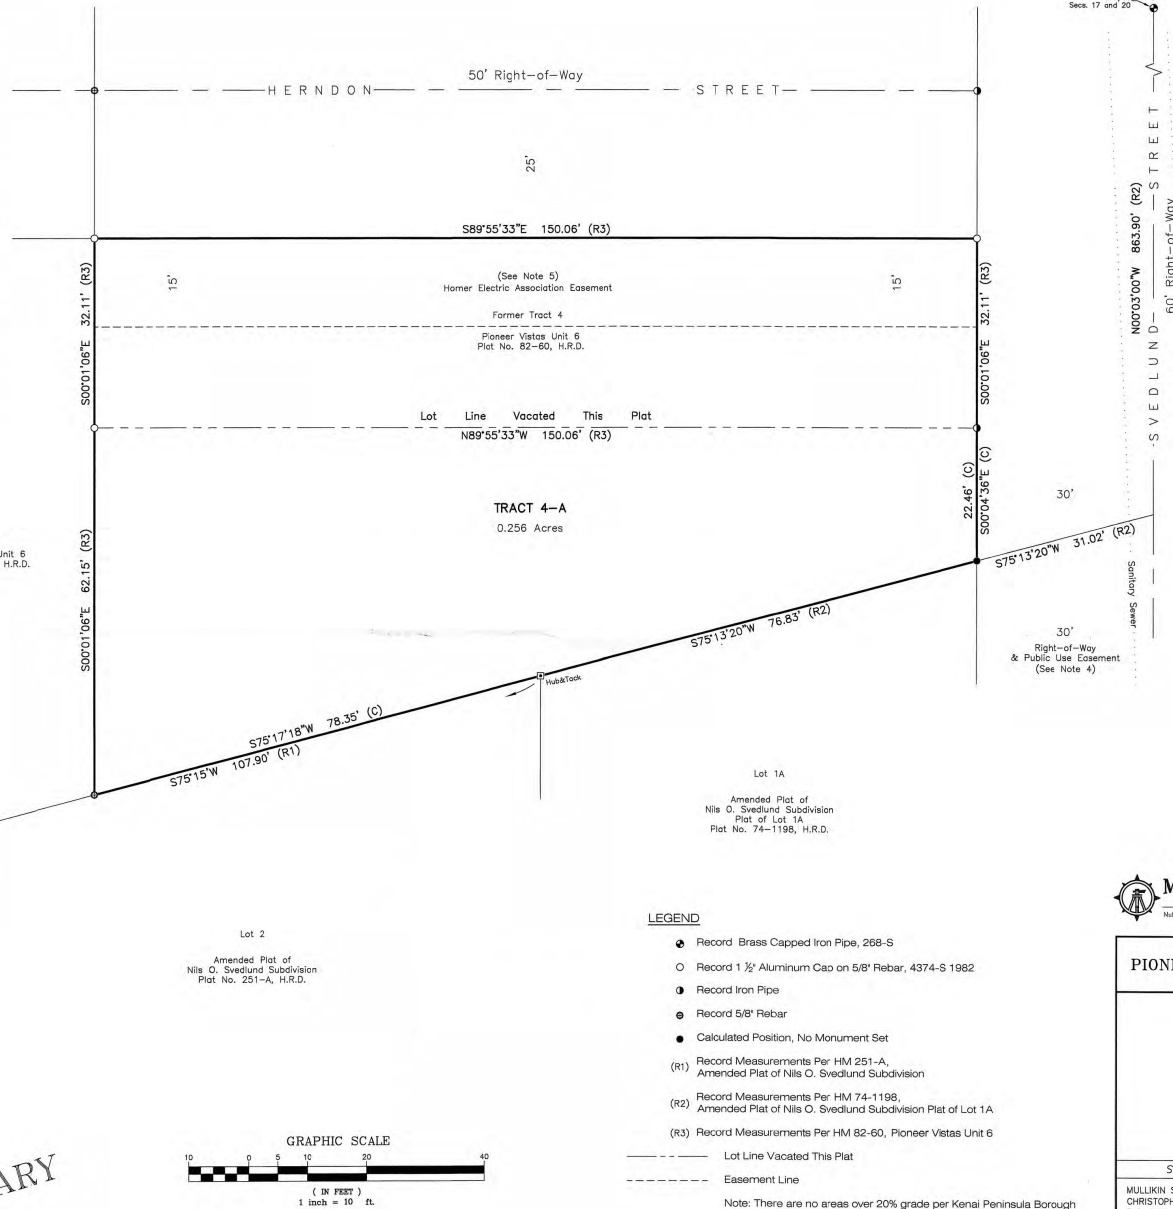 Secs. 17 and 20
50' Right-of-Way
HERNDON STREET
25'
S89°55'33"E 150.06' (R3)
S00°01'06"E 32.11' (R3)
15'
(See Note 5)
Homer Electric Association Easement
15'
S00°01'06"E 32.11' (R3)
N00°03'00"W 863.90' (R2)
SVEDLUND STREET
60' Right-of-Way
Former Tract 4
Pioneer Vistas Unit 6
Plat No. 82-60, H.R.D.
Lot Line Vacated This Plat
N89°55'33"W 150.06' (R3)
22.46' (C)
S00°04'36"E (C)
30'
TRACT 4-A
0.256 Acres
Unit 6
H.R.D.
S00°01'06"E 62.15' (R3)
S75°13'20"W 31.02' (R2)
Sanitary Sewer
S75°13'20"W 76.83' (R2)
30'
Right-of-Way
& Public Use Easement
(See Note 4)
Hub&Tack
S75°17'18"W 78.35' (C)
S75°15'W 107.90' (R1)
Lot 1A
Amended Plat of
Nils O. Svedlund Subdivision
Plat of Lot 1A
Plat No. 74-1198, H.R.D.
Lot 2
Amended Plat of
Nils O. Svedlund Subdivision
Plat No. 251-A, H.R.D.
LEGEND
Record Brass Capped Iron Pipe, 268-S
Record 1 ½" Aluminum Cap on 5/8" Rebar, 4374-S 1982
Record Iron Pipe
Record 5/8" Rebar
Calculated Position, No Monument Set
(R1) Record Measurements Per HM 251-A,
Amended Plat of Nils O. Svedlund Subdivision
(R2) Record Measurements Per HM 74-1198,
Amended Plat of Nils O. Svedlund Subdivision Plat of Lot 1A
(R3) Record Measurements Per HM 82-60, Pioneer Vistas Unit 6
Lot Line Vacated This Plat
Easement Line
Note: There are no areas over 20% grade per Kenai Peninsula Borough
GRAPHIC SCALE
10 0 5 10 20 40
( IN FEET )
1 inch = 10 ft.
ARY
M
PIONE
MULLIKIN S
CHRISTOPH